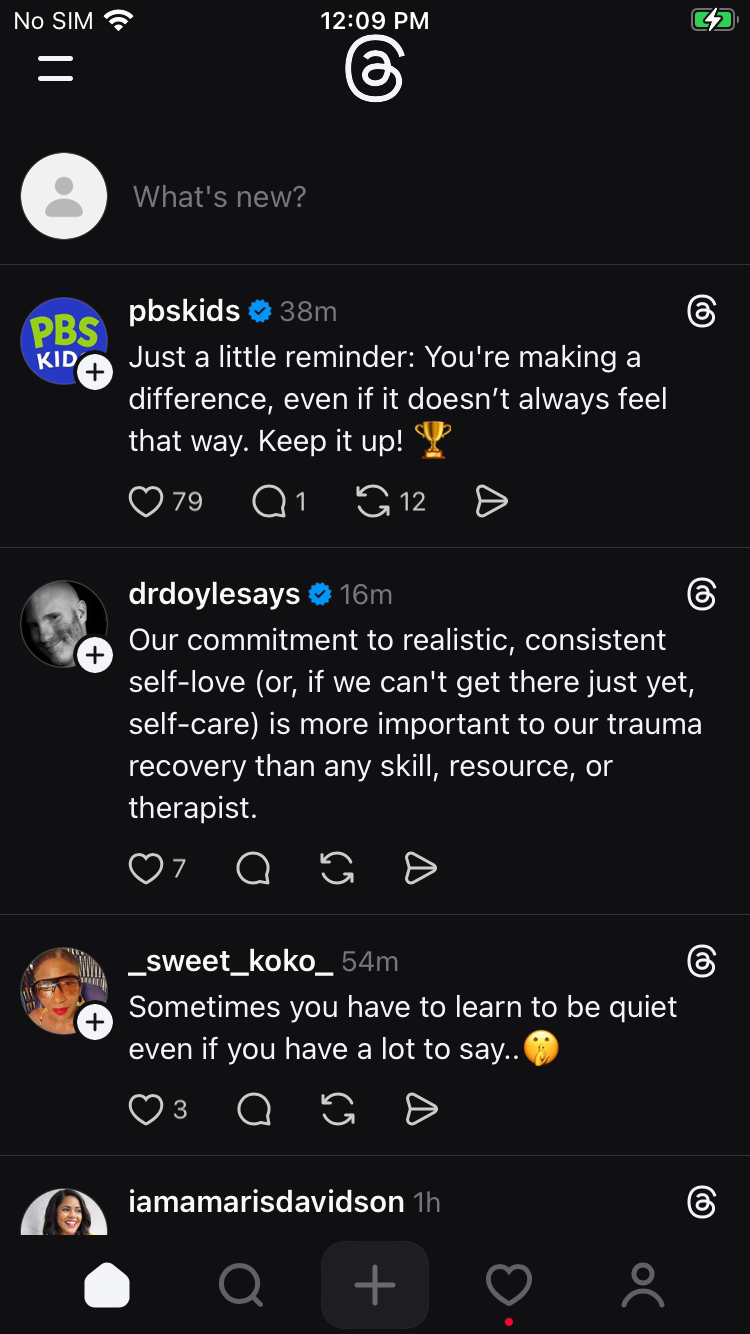 No SIM 12:09 PM
What's new?
PBS
KIDS
pbskids 38m
Just a little reminder: You're making a
difference, even if it doesn’t always feel
that way. Keep it up! 🏆
79 1 12
drdoylesays 16m
Our commitment to realistic, consistent
self-love (or, if we can't get there just yet,
self-care) is more important to our trauma
recovery than any skill, resource, or
therapist.
7
_sweet_koko_ 54m
Sometimes you have to learn to be quiet
even if you have a lot to say..🤫
3
iamamarisdavidson 1h